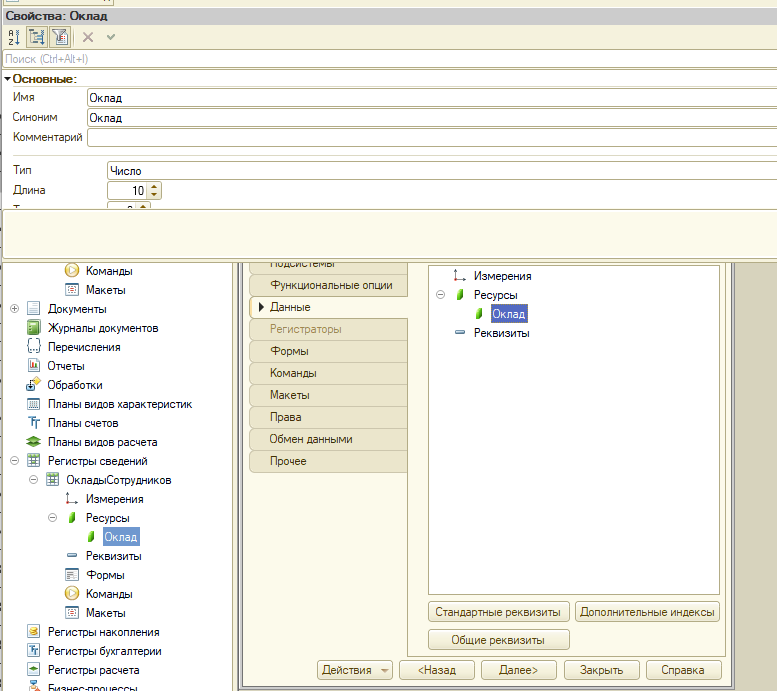 Свойства: Оклад
Поиск (Ctrl+Alt+I)
Основные:
Имя
Оклад
Синоним
Оклад
Комментарий
Тип
Число
Длина
10
Команды
Макеты
Документы
Журналы документов
Перечисления
Отчеты
Обработки
Планы видов характеристик
Планы счетов
Планы видов расчета
Регистры сведений
ОкладыСотрудников
Измерения
Ресурсы
Оклад
Реквизиты
Формы
Команды
Макеты
Регистры накопления
Регистры бухгалтерии
Регистры расчета
Бизнес-процессы
Подсистемы
Функциональные опции
Данные
Регистраторы
Формы
Команды
Макеты
Права
Обмен данными
Прочее
Измерения
Ресурсы
Оклад
Реквизиты
Стандартные реквизиты
Дополнительные индексы
Общие реквизиты
Действия
<Назад
Далее>
Закрыть
Справка